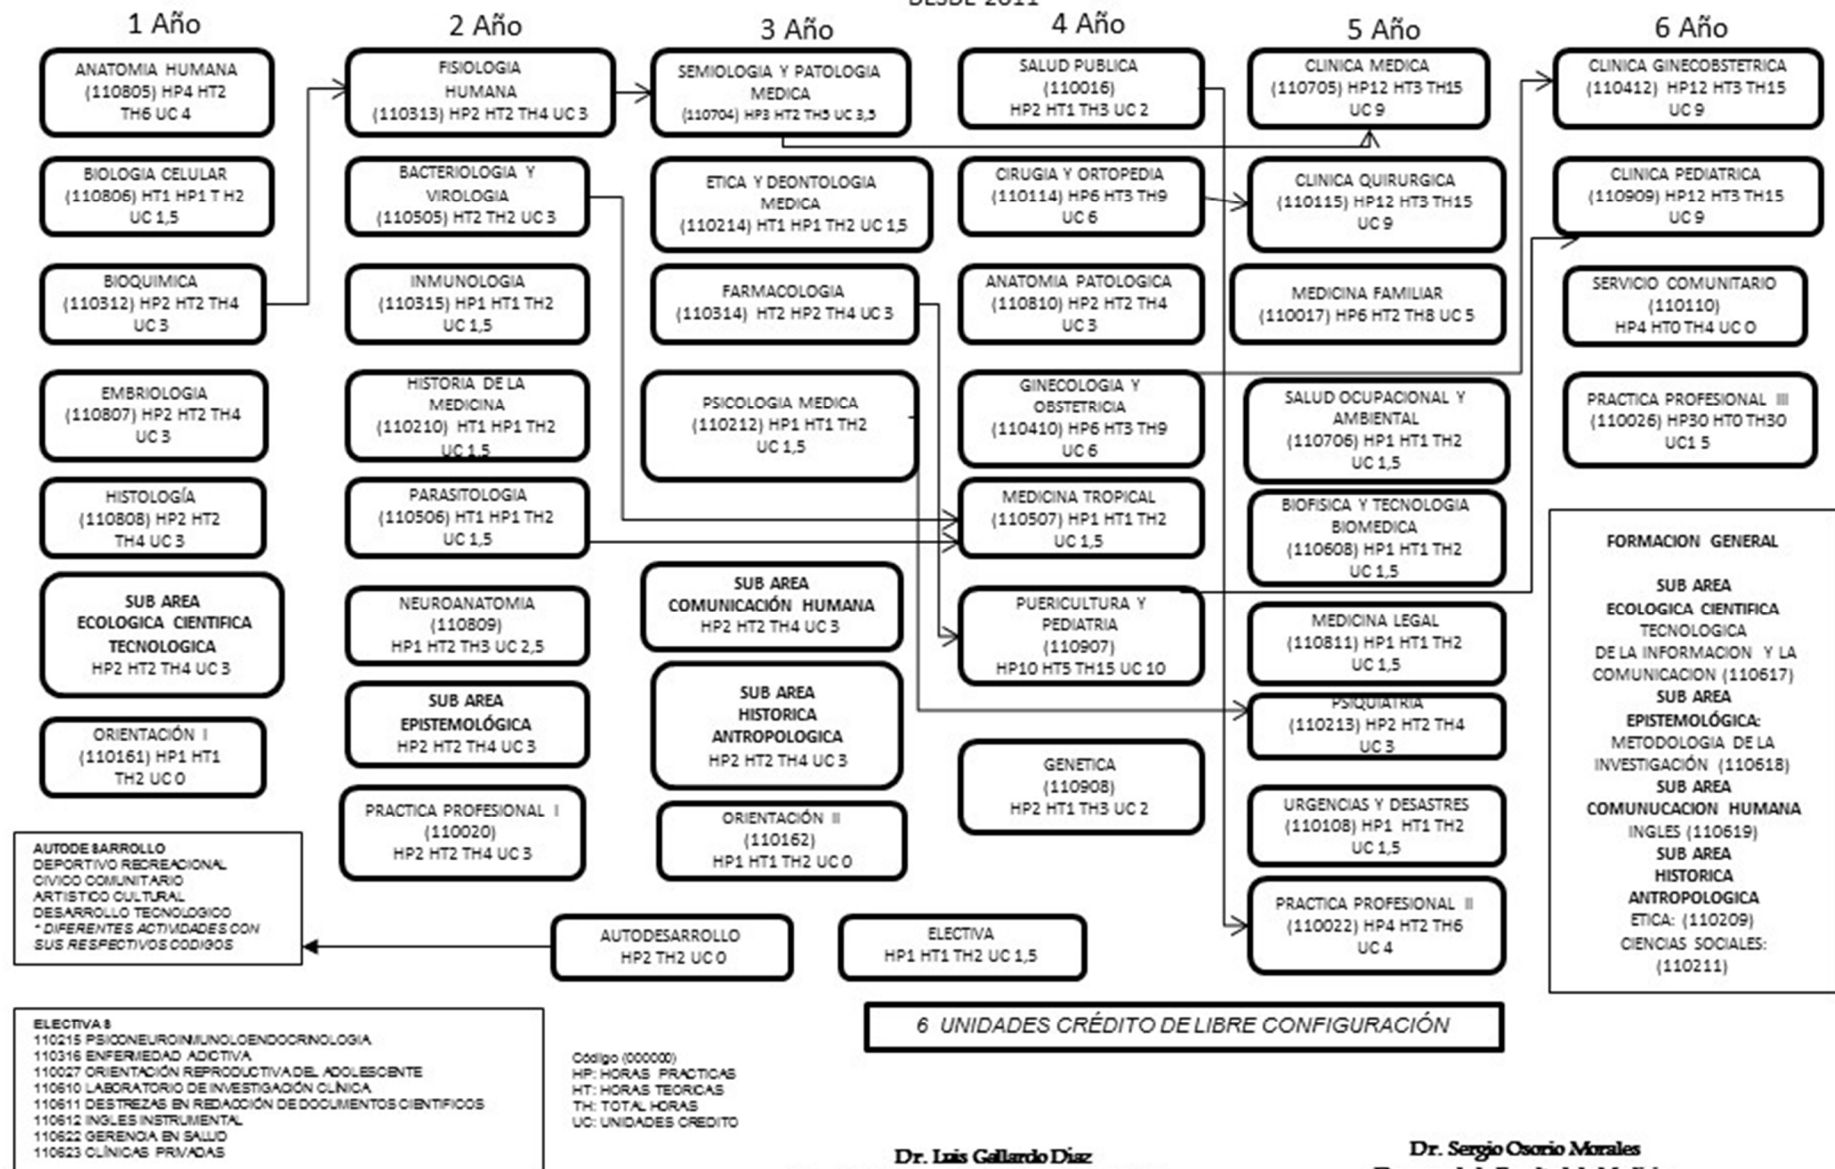 DESDE 2011
1 Año
2 Año
3 Año
4 Año
5 Año
6 Año
ANATOMIA HUMANA
(110805) HP4 HT2
TH6 UC 4
BIOLOGIA CELULAR
(110806) HT1 HP1 T H2
UC 1,5
BIOQUIMICA
(110312) HP2 HT2 TH4
UC 3
EMBRIOLOGIA
(110807) HP2 HT2 TH4
UC 3
HISTOLOGÍA
(110808) HP2 HT2
TH4 UC 3
SUB AREA
ECOLOGICA CIENTIFICA
TECNOLOGICA
HP2 HT2 TH4 UC 3
ORIENTACIÓN I
(110161) HP1 HT1
TH2 UC 0
FISIOLOGIA
HUMANA
(110313) HP2 HT2 TH4 UC 3
BACTERIOLOGIA Y
VIROLOGIA
(110505) HT2 TH2 UC 3
INMUNOLOGIA
(110315) HP1 HT1 TH2
UC 1,5
HISTORIA DE LA
MEDICINA
(110210) HT1 HP1 TH2
UC 1,5
PARASITOLOGIA
(110506) HT1 HP1 TH2
UC 1,5
NEUROANATOMIA
(110809)
HP1 HT2 TH3 UC 2,5
SUB AREA
EPISTEMOLÓGICA
HP2 HT2 TH4 UC 3
PRACTICA PROFESIONAL I
(110020)
HP2 HT2 TH4 UC 3
SEMIOLOGIA Y PATOLOGIA
MEDICA
(110704) HP3 HT2 TH5 UC 3,5
ETICA Y DEONTOLOGIA
MEDICA
(110214) HT1 HP1 TH2 UC 1,5
FARMACOLOGIA
(110314) HT2 HP2 TH4 UC 3
PSICOLOGIA MEDICA
(110212) HP1 HT1 TH2
UC 1,5
SUB AREA
COMUNICACIÓN HUMANA
HP2 HT2 TH4 UC 3
SUB AREA
HISTORICA
ANTROPOLOGICA
HP2 HT2 TH4 UC 3
ORIENTACIÓN II
(110162)
HP1 HT1 TH2 UC 0
SALUD PUBLICA
(110016)
HP2 HT1 TH3 UC 2
CIRUGIA Y ORTOPEDIA
(110114) HP6 HT3 TH9
UC 6
ANATOMIA PATOLOGICA
(110810) HP2 HT2 TH4
UC 3
GINECOLOGIA Y
OBSTETRICIA
(110410) HP6 HT3 TH9
UC 6
MEDICINA TROPICAL
(110507) HP1 HT1 TH2
UC 1,5
PUERICULTURA Y
PEDIATRIA
(110907)
HP10 HT5 TH15 UC 10
GENETICA
(110908)
HP2 HT1 TH3 UC 2
CLINICA MEDICA
(110705) HP12 HT3 TH15
UC 9
CLINICA QUIRURGICA
(110115) HP12 HT3 TH15
UC 9
MEDICINA FAMILIAR
(110017) HP6 HT2 TH8 UC 5
SALUD OCUPACIONAL Y
AMBIENTAL
(110706) HP1 HT1 TH2
UC 1,5
BIOFISICA Y TECNOLOGIA
BIOMEDICA
(110608) HP1 HT1 TH2
UC 1,5
MEDICINA LEGAL
(110811) HP1 HT1 TH2
UC 1,5
PSIQUIATRIA
(110213) HP2 HT2 TH4
UC 3
URGENCIAS Y DESASTRES
(110108) HP1 HT1 TH2
UC 1,5
PRACTICA PROFESIONAL II
(110022) HP4 HT2 TH6
UC 4
CLINICA GINECOBSTETRICA
(110412) HP12 HT3 TH15
UC 9
CLINICA PEDIATRICA
(110909) HP12 HT3 TH15
UC 9
SERVICIO COMUNITARIO
(110110)
HP4 HT0 TH4 UC O
PRACTICA PROFESIONAL III
(110026) HP30 HT0 TH30
UC1 5
FORMACION GENERAL
SUB AREA
ECOLOGICA CIENTIFICA
TECNOLOGICA
DE LA INFORMACION Y LA
COMUNICACION (110617)
SUB AREA
EPISTEMOLÓGICA:
METODOLOGIA DE LA
INVESTIGACIÓN (110618)
SUB AREA
COMUNUCACION HUMANA
INGLES (110619)
SUB AREA
HISTORICA
ANTROPOLOGICA
ETICA: (110209)
CIENCIAS SOCIALES:
(110211)
AUTODE SARROLLO
DEPORTIVO RECREACIONAL
CIVICO COMUNITARIO
ARTISTICO CULTURAL
DESARROLLO TECNOLOGICO
* DIFERENTES ACTIVIDADES CON
SUS RESPECTIVOS CODIGOS
AUTODESARROLLO
HP2 TH2 UC 0
ELECTIVA
HP1 HT1 TH2 UC 1,5
6 UNIDADES CRÉDITO DE LIBRE CONFIGURACIÓN
ELECTIVA S
110215 PSICONEUROINMUNOLOENDOCRINOLOGIA
110316 ENFERMEDAD ADICTIVA
110027 ORIENTACIÓN REPRODUCTIVA DEL ADOLESCENTE
110610 LABORATORIO DE INVESTIGACIÓN CLÍNICA
110611 DESTREZAS EN REDACCIÓN DE DOCUMENTOS CIENTIFICOS
110612 INGLES INSTRUMENTAL
110622 GERENCIA EN SALUD
110623 CLÍNICAS PRIVADAS
Código (000000)
HP: HORAS PRACTICAS
HT: HORAS TEORICAS
TH: TOTAL HORAS
UC: UNIDADES CREDITO
Dr. Luis Gallardo Diaz
Dr. Sergio Osorio Morales